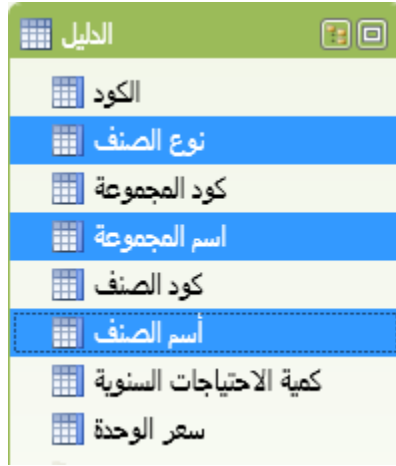 الدليل
الكود
نوع الصنف
كود المجموعة
اسم المجموعة
كود الصنف
أسم الصنف
كمية الاحتياجات السنوية
سعر الوحدة